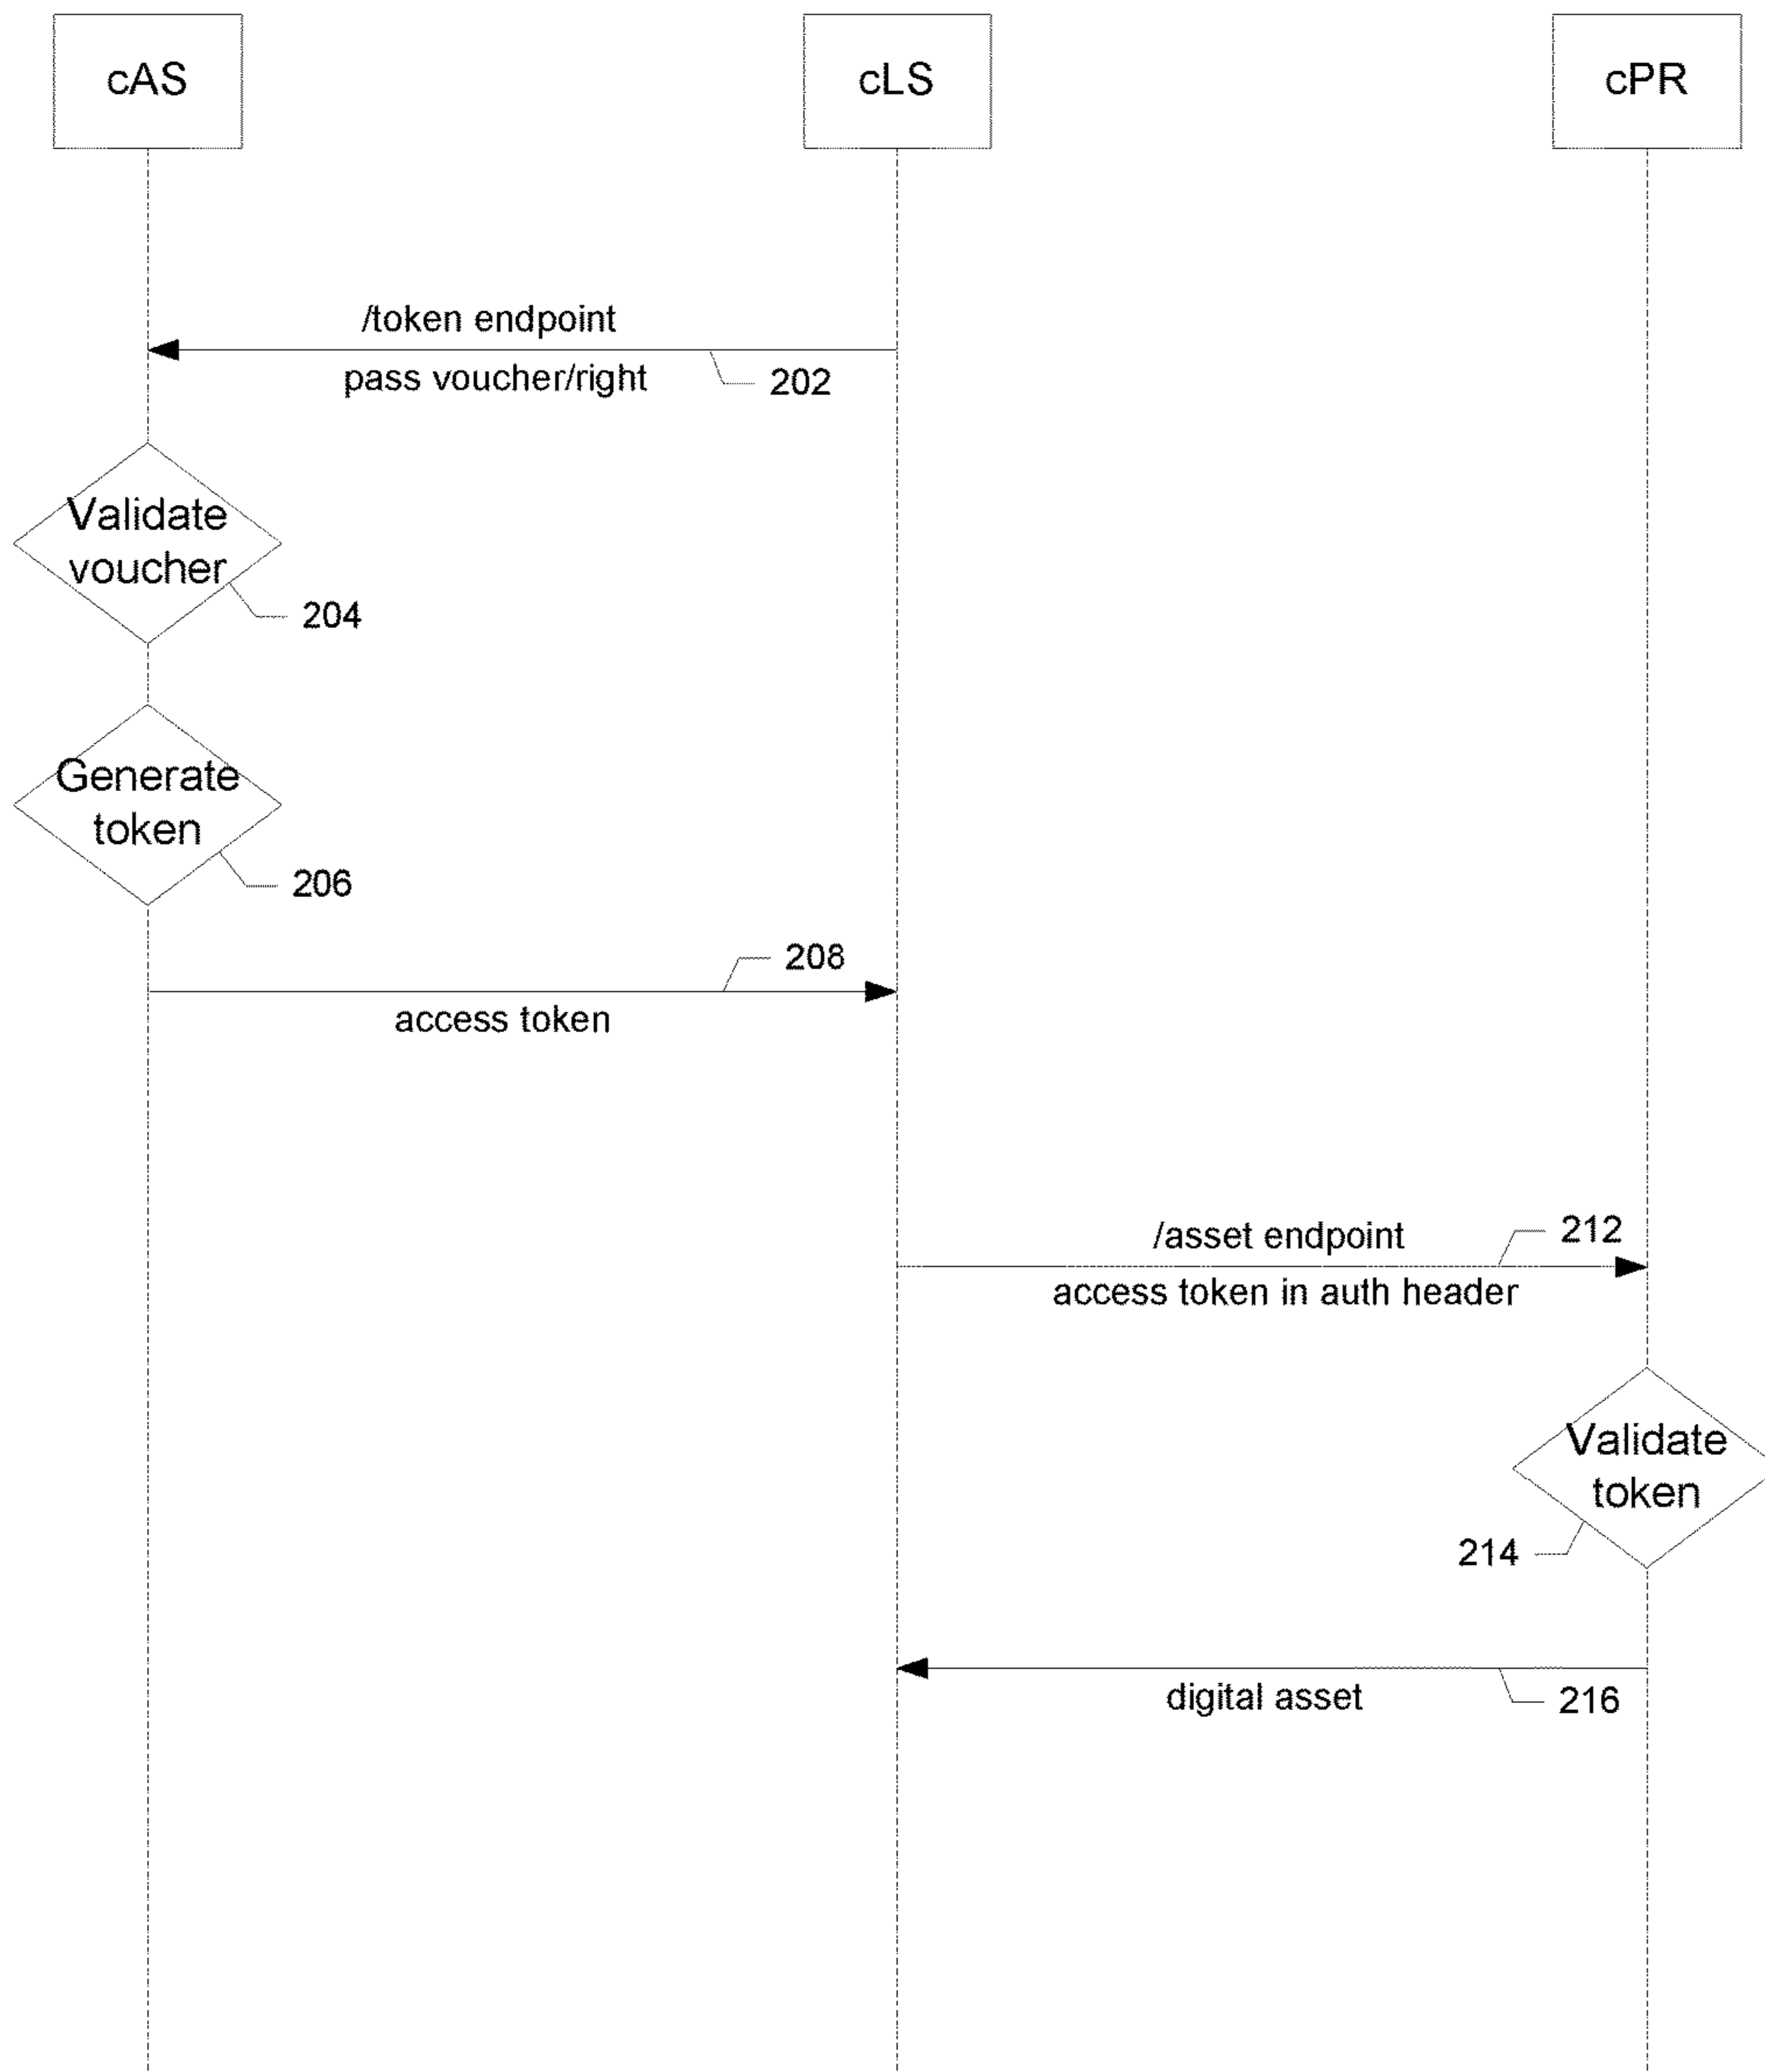 cAS
cLS
cPR
/token endpoint
pass voucher/right
202
Validate
voucher
204
Generate
token
206
208
access token
/asset endpoint
212
access token in auth header
Validate
token
214
digital asset
216